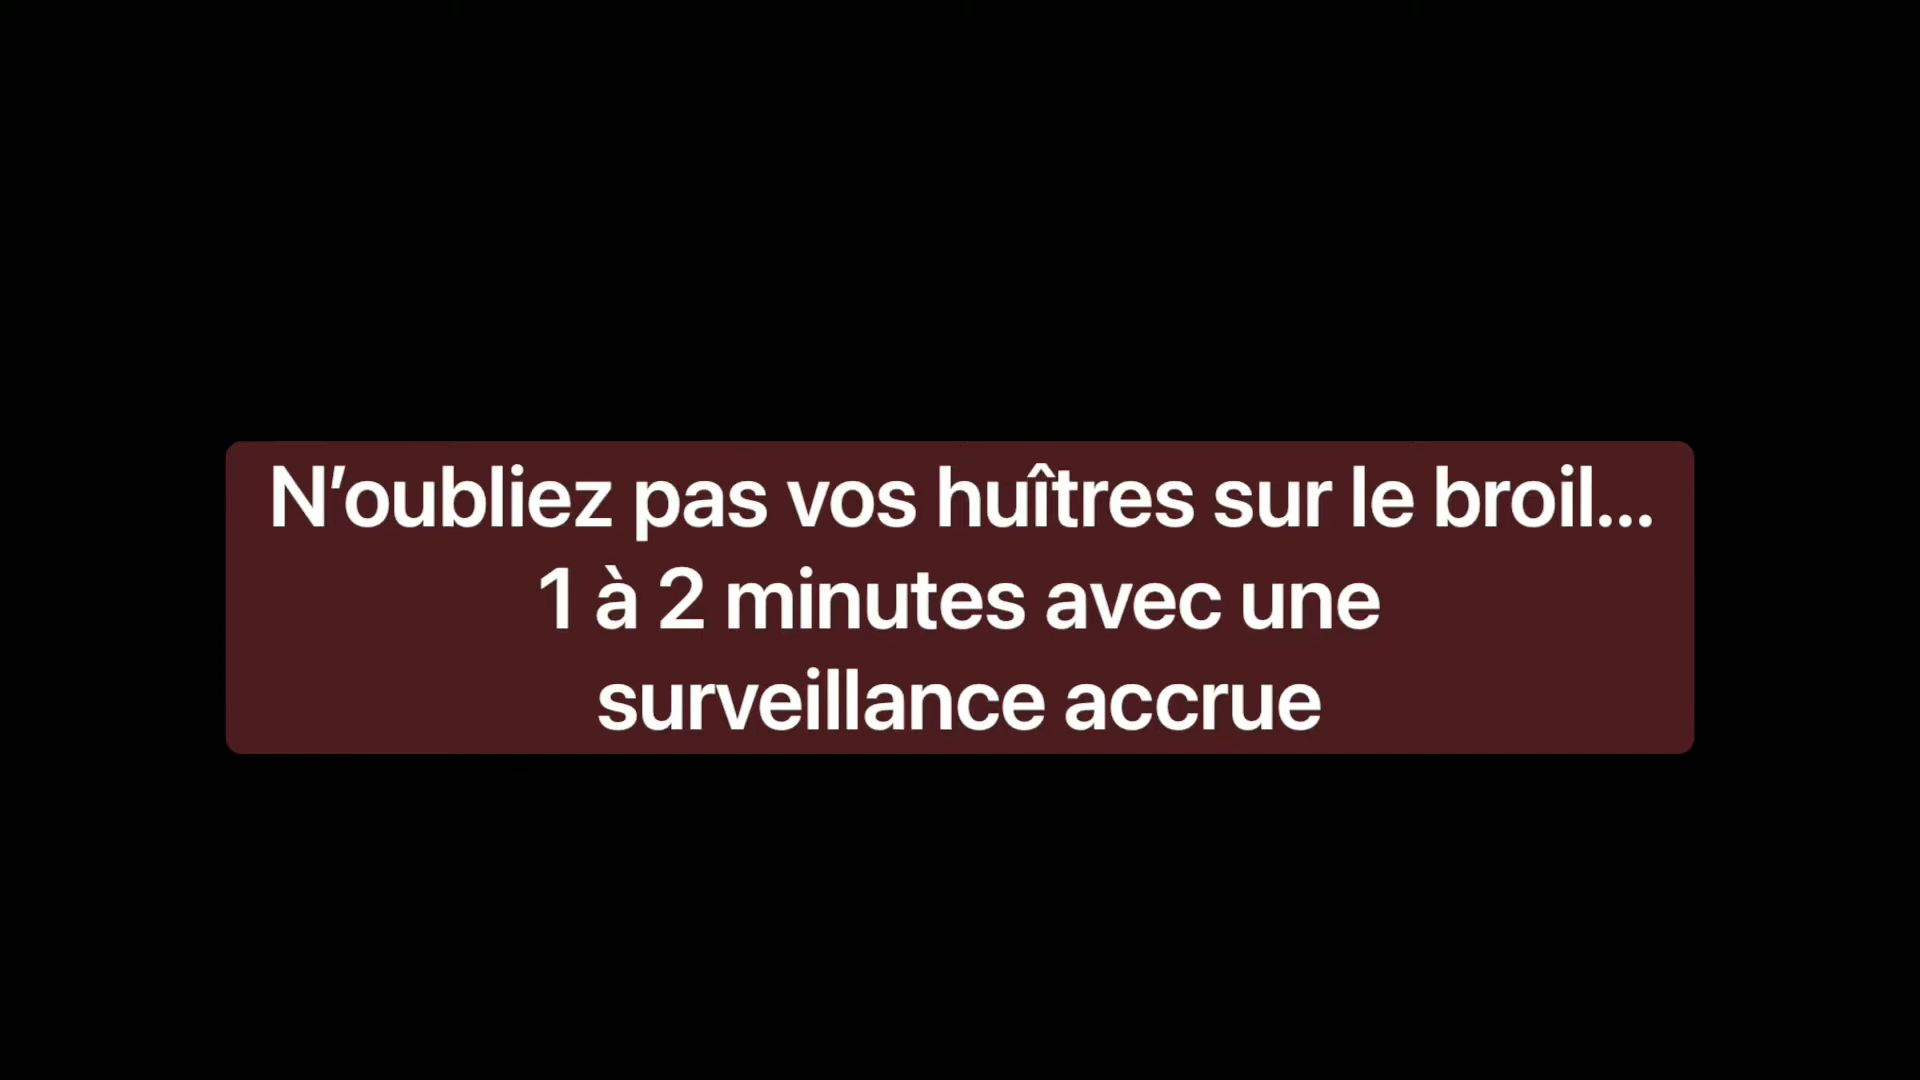 N’oubliez pas vos huîtres sur le broil...
1 à 2 minutes avec une
surveillance accrue